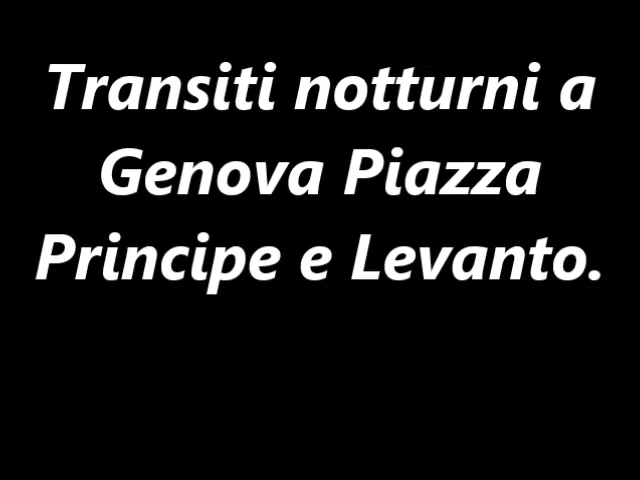 Transiti notturni a
Genova Piazza
Principe e Levanto.